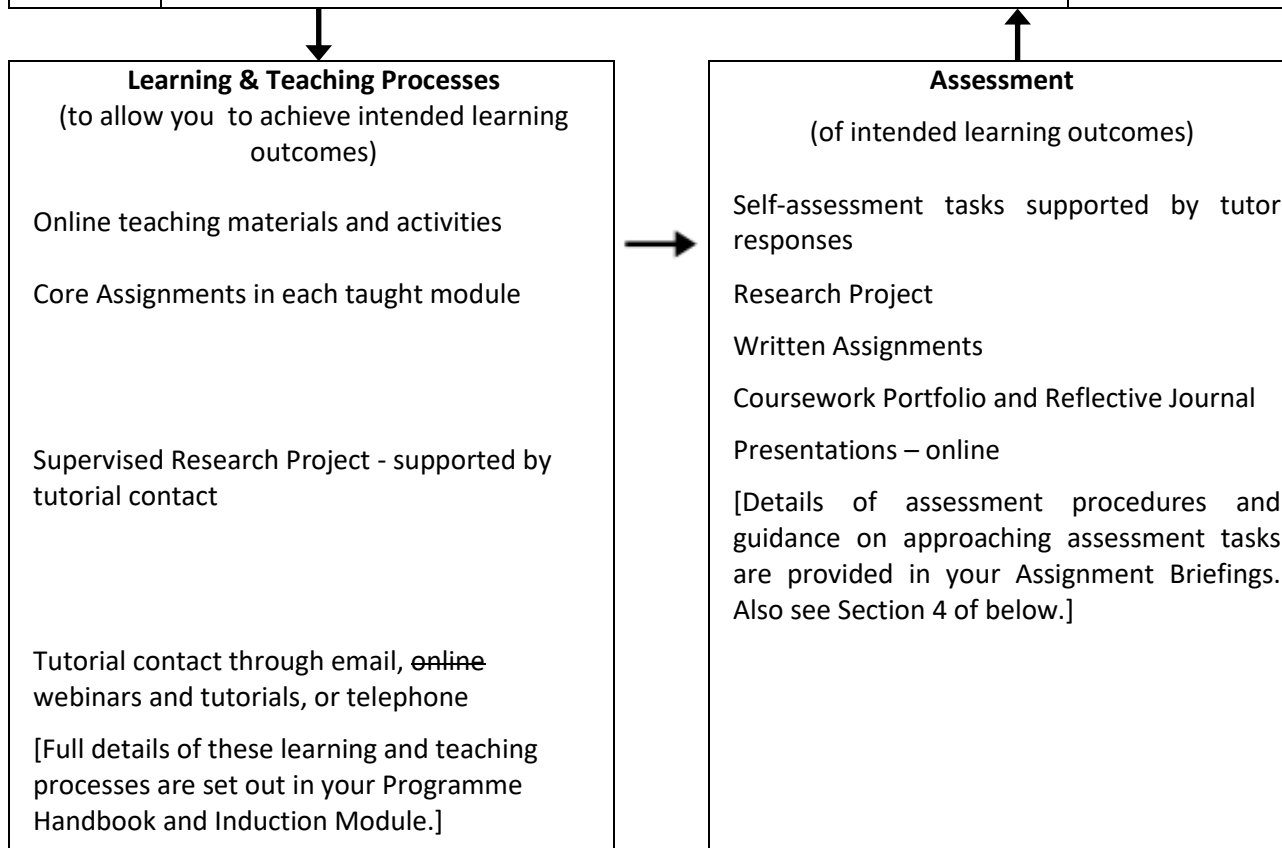 Learning & Teaching Processes
(to allow you  to achieve intended learning
outcomes)
Online teaching materials and activities
Core Assignments in each taught module
Supervised Research Project - supported by
tutorial contact
Tutorial contact through email, online
webinars and tutorials, or telephone
[Full details of these learning and teaching
processes are set out in your Programme
Handbook and Induction Module.]
Assessment
(of intended learning outcomes)
Self-assessment tasks supported by tutor
responses
Research Project
Written Assignments
Coursework Portfolio and Reflective Journal
Presentations – online
[Details of assessment procedures and
guidance on approaching assessment tasks
are provided in your Assignment Briefings.
Also see Section 4 of below.]